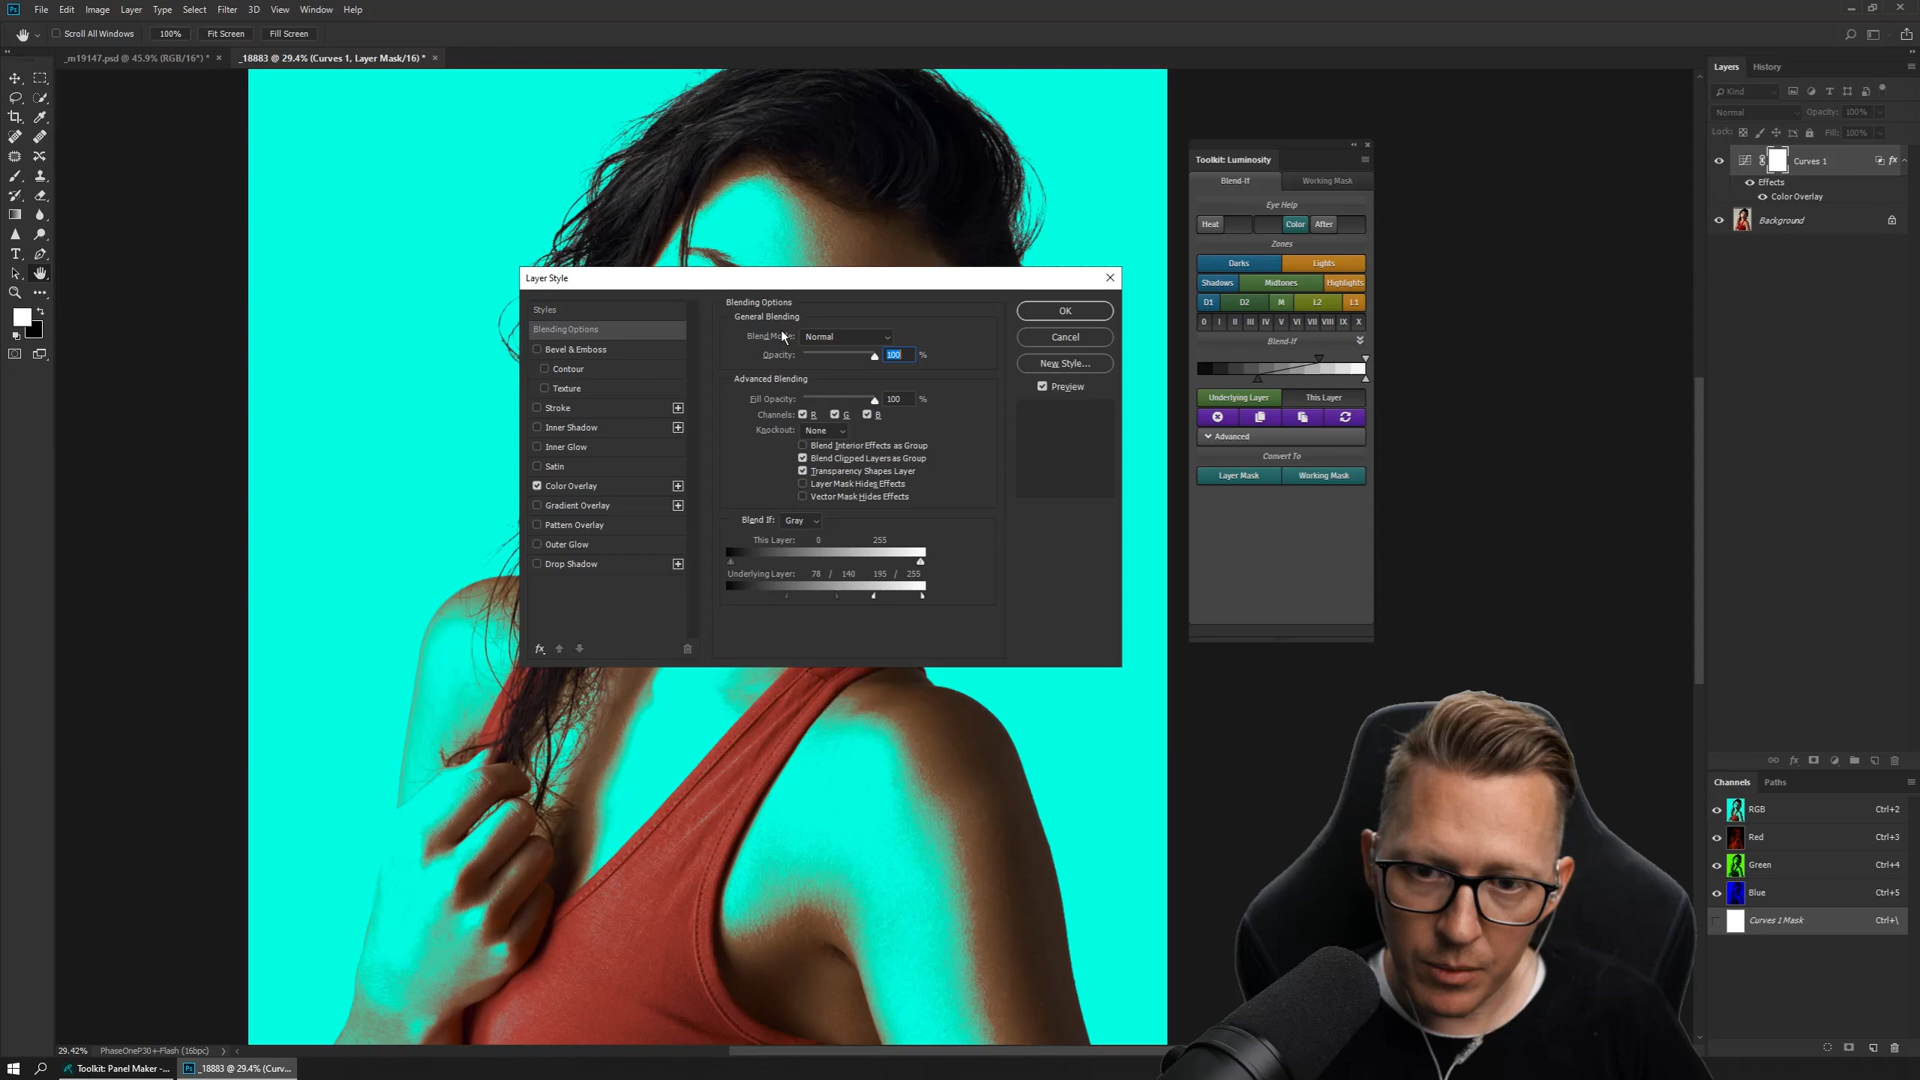 Ps File Edit Image Layer Type Select Filter 3D View Window Help
Scroll All Windows 100% Fit Screen Fill Screen
_m19147.psd @ 45.9% (RGB/16*) * × _18883 @ 29.4% (Curves 1, Layer Mask/16) * ×
Layer Style
Styles
Blending Options
Bevel & Emboss
Contour
Texture
Stroke
Inner Shadow
Inner Glow
Satin
Color Overlay
Gradient Overlay
Pattern Overlay
Outer Glow
Drop Shadow
fx
Blending Options
General Blending
Blend Mode: Normal
Opacity: 100 %
Advanced Blending
Fill Opacity: 100 %
Channels: R G B
Knockout: None
Blend Interior Effects as Group
Blend Clipped Layers as Group
Transparency Shapes Layer
Layer Mask Hides Effects
Vector Mask Hides Effects
Blend If: Gray
This Layer: 0 255
Underlying Layer: 78 / 140 195 / 255
OK
Cancel
New Style...
Preview
Toolkit: Luminosity
Blend-If Working Mask
Eye Help
Heat Color After
Zones
Darks Lights
Shadows Midtones Highlights
D1 D2 M L2 L1
0 I II III IV V VI VII VIII IX X
Blend-If
Underlying Layer This Layer
Advanced
Convert To
Layer Mask Working Mask
Layers History
Kind
Normal Opacity: 100%
Lock: Fill: 100%
Curves 1 fx
Effects
Color Overlay
Background
fx
Channels Paths
RGB Ctrl+2
Red Ctrl+3
Green Ctrl+4
Blue Ctrl+5
Curves 1 Mask Ctrl+\
29.42% PhaseOneP30+-Flash (16bpc)
Toolkit: Panel Maker -... Ps _18883 @ 29.4% (Curv...